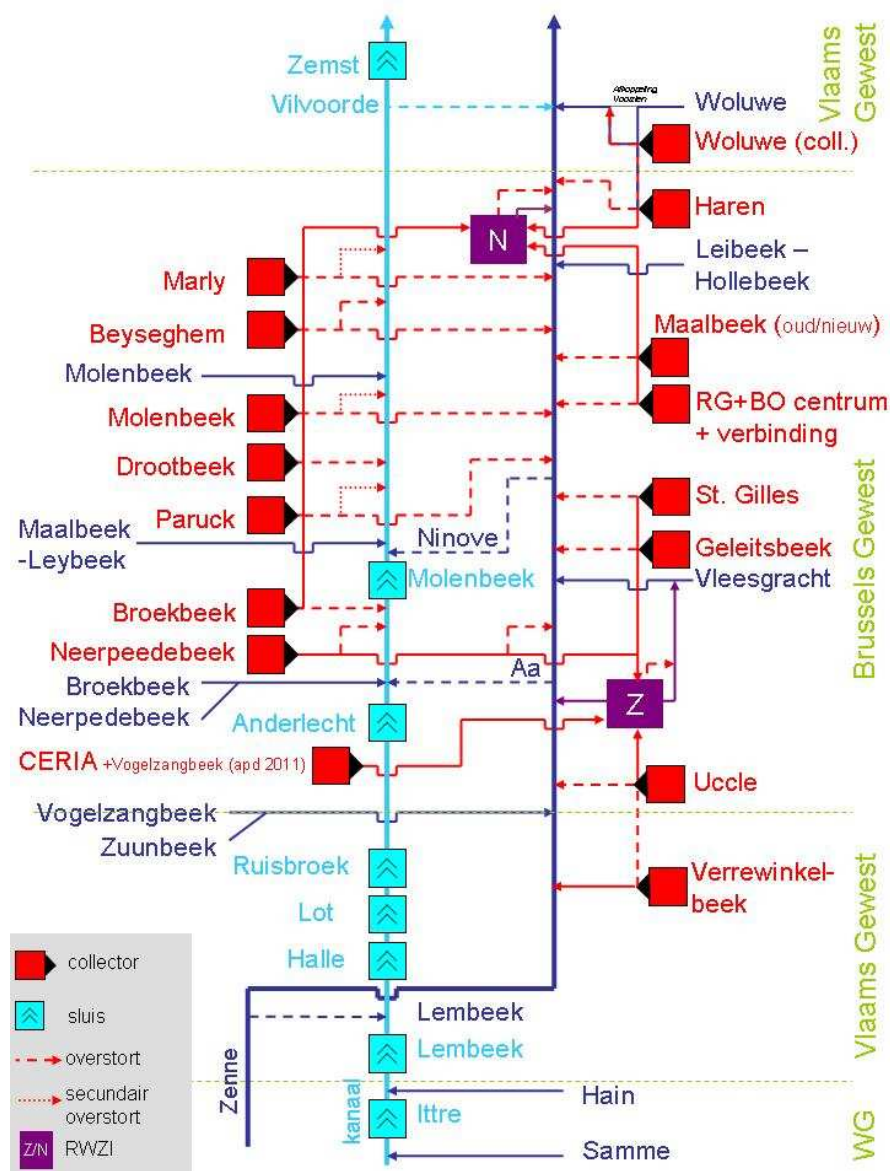 Zemst
Vilvoorde
Afkoppeling
Voorzien
Woluwe
Woluwe (coll.)
Vlaams
Gewest
Haren
N
Leibeek –
Hollebeek
Marly
Beyseghem
Maalbeek (oud/nieuw)
Molenbeek
Molenbeek
RG+BO centrum
+ verbinding
Drootbeek
Paruck
St. Gilles
Maalbeek
-Leybeek
Ninove
Geleitsbeek
Molenbeek
Vleesgracht
Brussels Gewest
Broekbeek
Neerpeedebeek
Aa
Broekbeek
Neerpedebeek
Z
Anderlecht
CERIA +Vogelzangbeek (apd 2011)
Uccle
Vogelzangbeek
Zuunbeek
Ruisbroek
Verrewinkel-
beek
Lot
Halle
Vlaams Gewest
collector
sluis
Lembeek
Lembeek
overstort
secundair
overstort
Zenne
kanaal
Hain
Ittre
WG
Z/N
RWZI
Samme